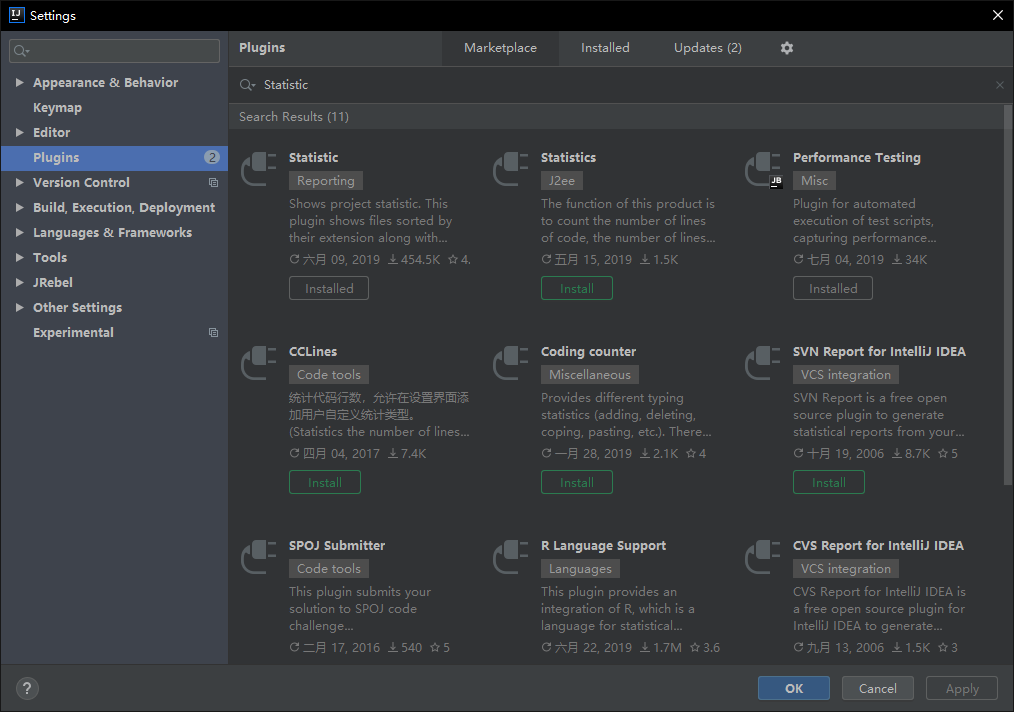 Settings
Plugins
Marketplace
Installed
Updates (2)
Appearance & Behavior
Keymap
Editor
Plugins
2
Version Control
Build, Execution, Deployment
Languages & Frameworks
Tools
JRebel
Other Settings
Experimental
Statistic
Search Results (11)
Statistic
Reporting
Shows project statistic. This
plugin shows files sorted by
their extension along with...
六月 09, 2019 454.5K 4.
Installed
Statistics
J2ee
The function of this product is
to count the number of lines
of code, the number of lines...
五月 15, 2019 1.5K
Install
Performance Testing
Misc
Plugin for automated
execution of test scripts,
capturing performance...
七月 04, 2019 34K
Installed
CCLines
Code tools
统计代码行数，允许在设置界面添
加用户自定义统计类型。
(Statistics the number of lines...
四月 04, 2017 7.4K
Install
Coding counter
Miscellaneous
Provides different typing
statistics (adding, deleting,
coping, pasting, etc.). There...
一月 28, 2019 2.1K 4
Install
SVN Report for IntelliJ IDEA
VCS integration
SVN Report is a free open
source plugin to generate
statistical reports from your...
十月 19, 2006 8.7K 5
Install
SPOJ Submitter
Code tools
This plugin submits your
solution to SPOJ code
challenge...
二月 17, 2016 540 5
R Language Support
Languages
This plugin provides an
integration of R, which is a
language for statistical...
六月 22, 2019 1.7M 3.6
CVS Report for IntelliJ IDEA
VCS integration
CVS Report for IntelliJ IDEA is
a free open source plugin for
IntelliJ IDEA to generate...
九月 13, 2006 1.5K 3
?
OK
Cancel
Apply